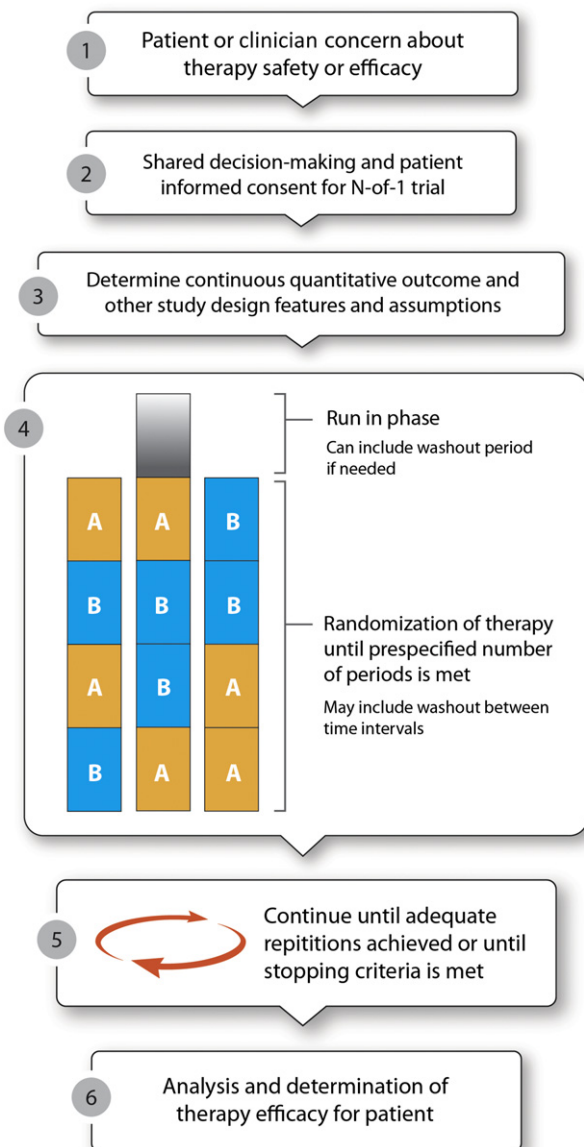 1
Patient or clinician concern about
therapy safety or efficacy
2
Shared decision-making and patient
informed consent for N-of-1 trial
3
Determine continuous quantitative outcome and
other study design features and assumptions
4
Run in phase
Can include washout period
if needed
A A B
B B B
A B A
B A A
Randomization of therapy
until prespecified number
of periods is met
May include washout between
time intervals
5
Continue until adequate
repititions achieved or until
stopping criteria is met
6
Analysis and determination of
therapy efficacy for patient